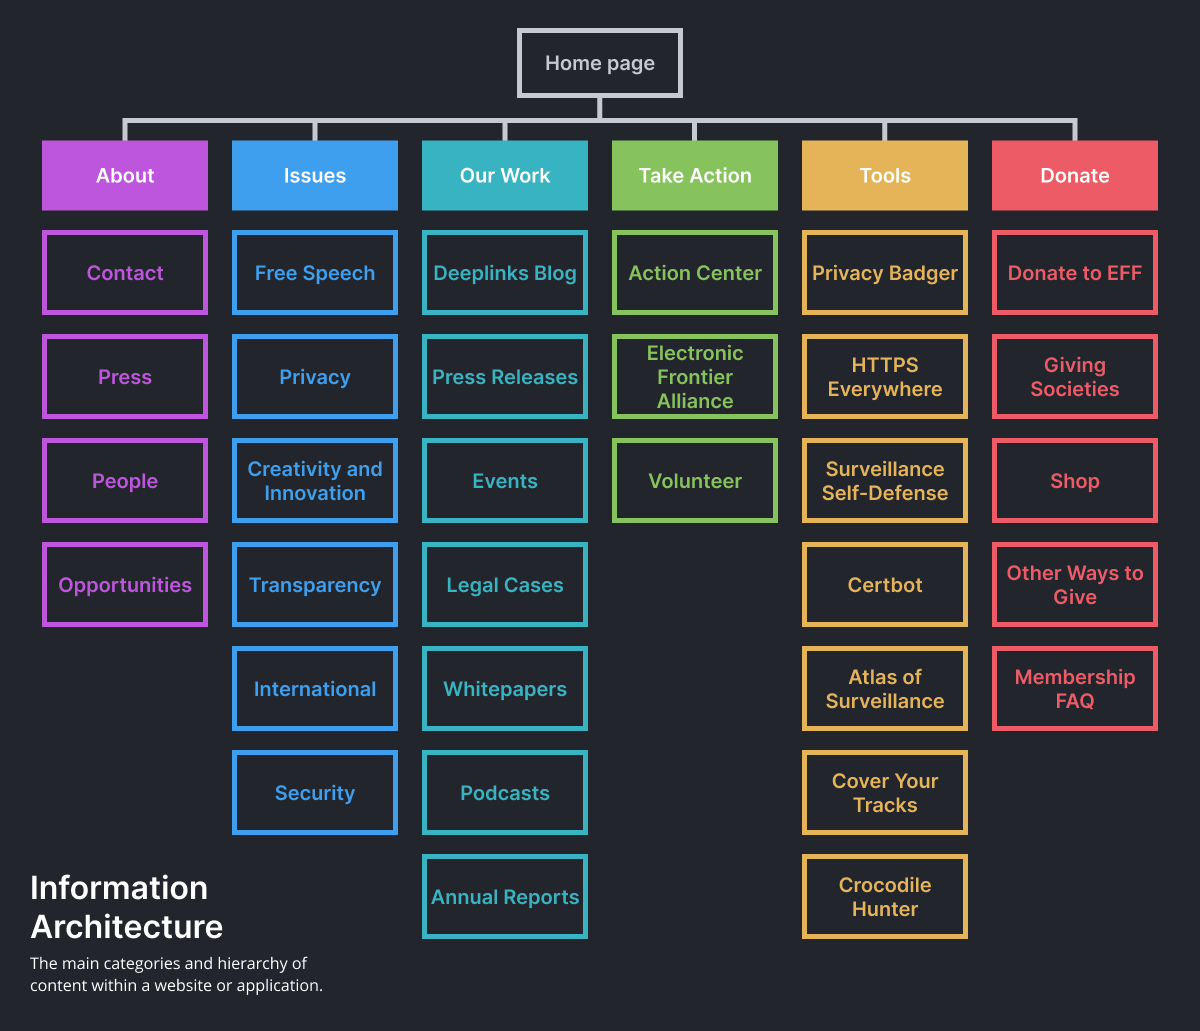 Home page
About
Issues
Our Work
Take Action
Tools
Donate
Contact
Free Speech
Deeplinks Blog
Action Center
Privacy Badger
Donate to EFF
Press
Privacy
Press Releases
Electronic
Frontier
Alliance
HTTPS
Everywhere
Giving
Societies
People
Creativity and
Innovation
Events
Volunteer
Surveillance
Self-Defense
Shop
Opportunities
Transparency
Legal Cases
Certbot
Other Ways to
Give
International
Whitepapers
Atlas of
Surveillance
Membership
FAQ
Security
Podcasts
Cover Your
Tracks
Annual Reports
Crocodile
Hunter
Information
Architecture
The main categories and hierarchy of
content within a website or application.